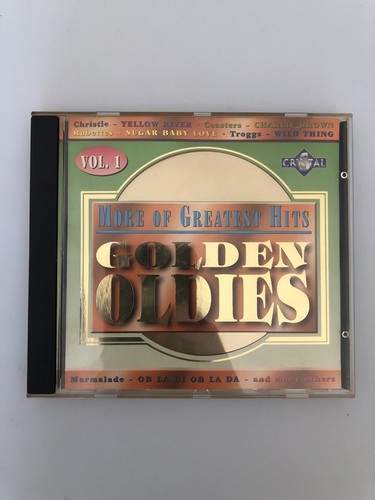 Christie - YELLOW RIVER - Coasters - CHARLIE BROWN
Rubettes - SUGAR BABY LOVE - Troggs - WILD THING
VOL. 1
CRYSTAL
MORE OF GREATEST HITS
GOLDEN
OLDIES
Marmalade - OB LA DI OB LA DA - and many others